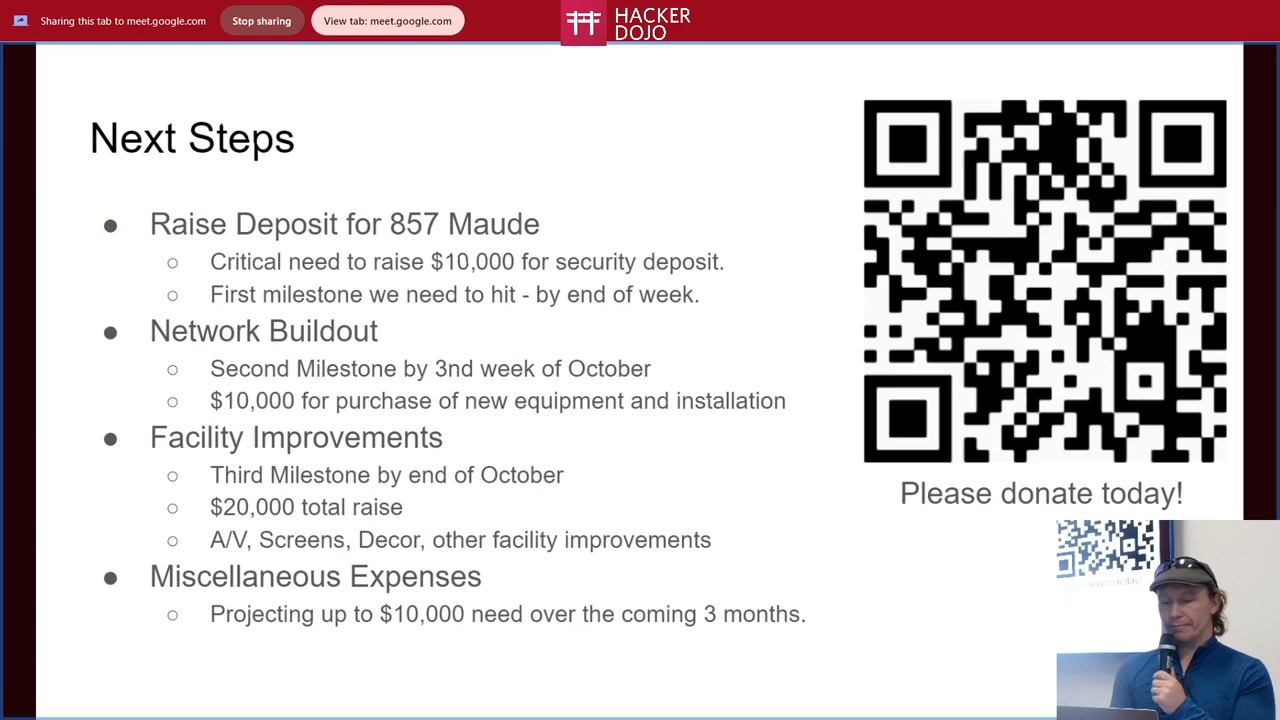 Sharing this tab to meet.google.com
Stop sharing
View tab: meet.google.com
HACKER
DOJO
Next Steps
● Raise Deposit for 857 Maude
○ Critical need to raise $10,000 for security deposit.
○ First milestone we need to hit - by end of week.
● Network Buildout
○ Second Milestone by 3nd week of October
○ $10,000 for purchase of new equipment and installation
● Facility Improvements
○ Third Milestone by end of October
○ $20,000 total raise
○ A/V, Screens, Decor, other facility improvements
● Miscellaneous Expenses
○ Projecting up to $10,000 need over the coming 3 months.
Please donate today!